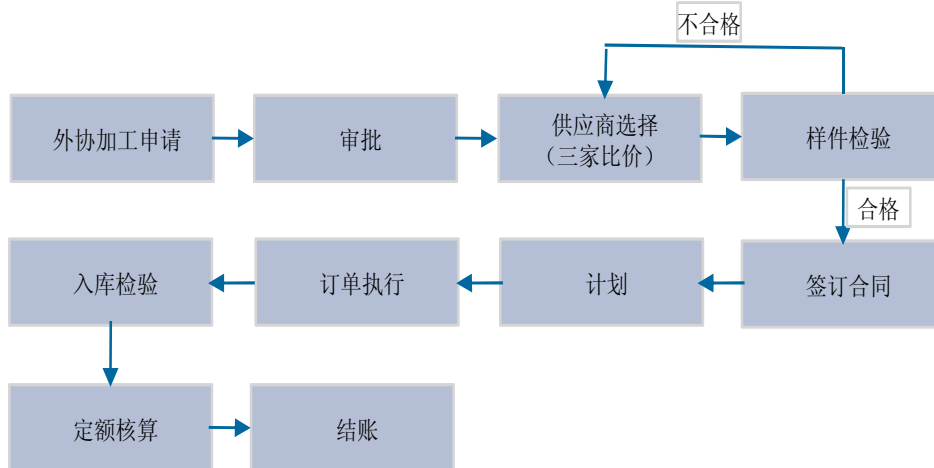 不合格
外协加工申请
审批
供应商选择
（三家比价）
样件检验
合格
入库检验
订单执行
计划
签订合同
定额核算
结账